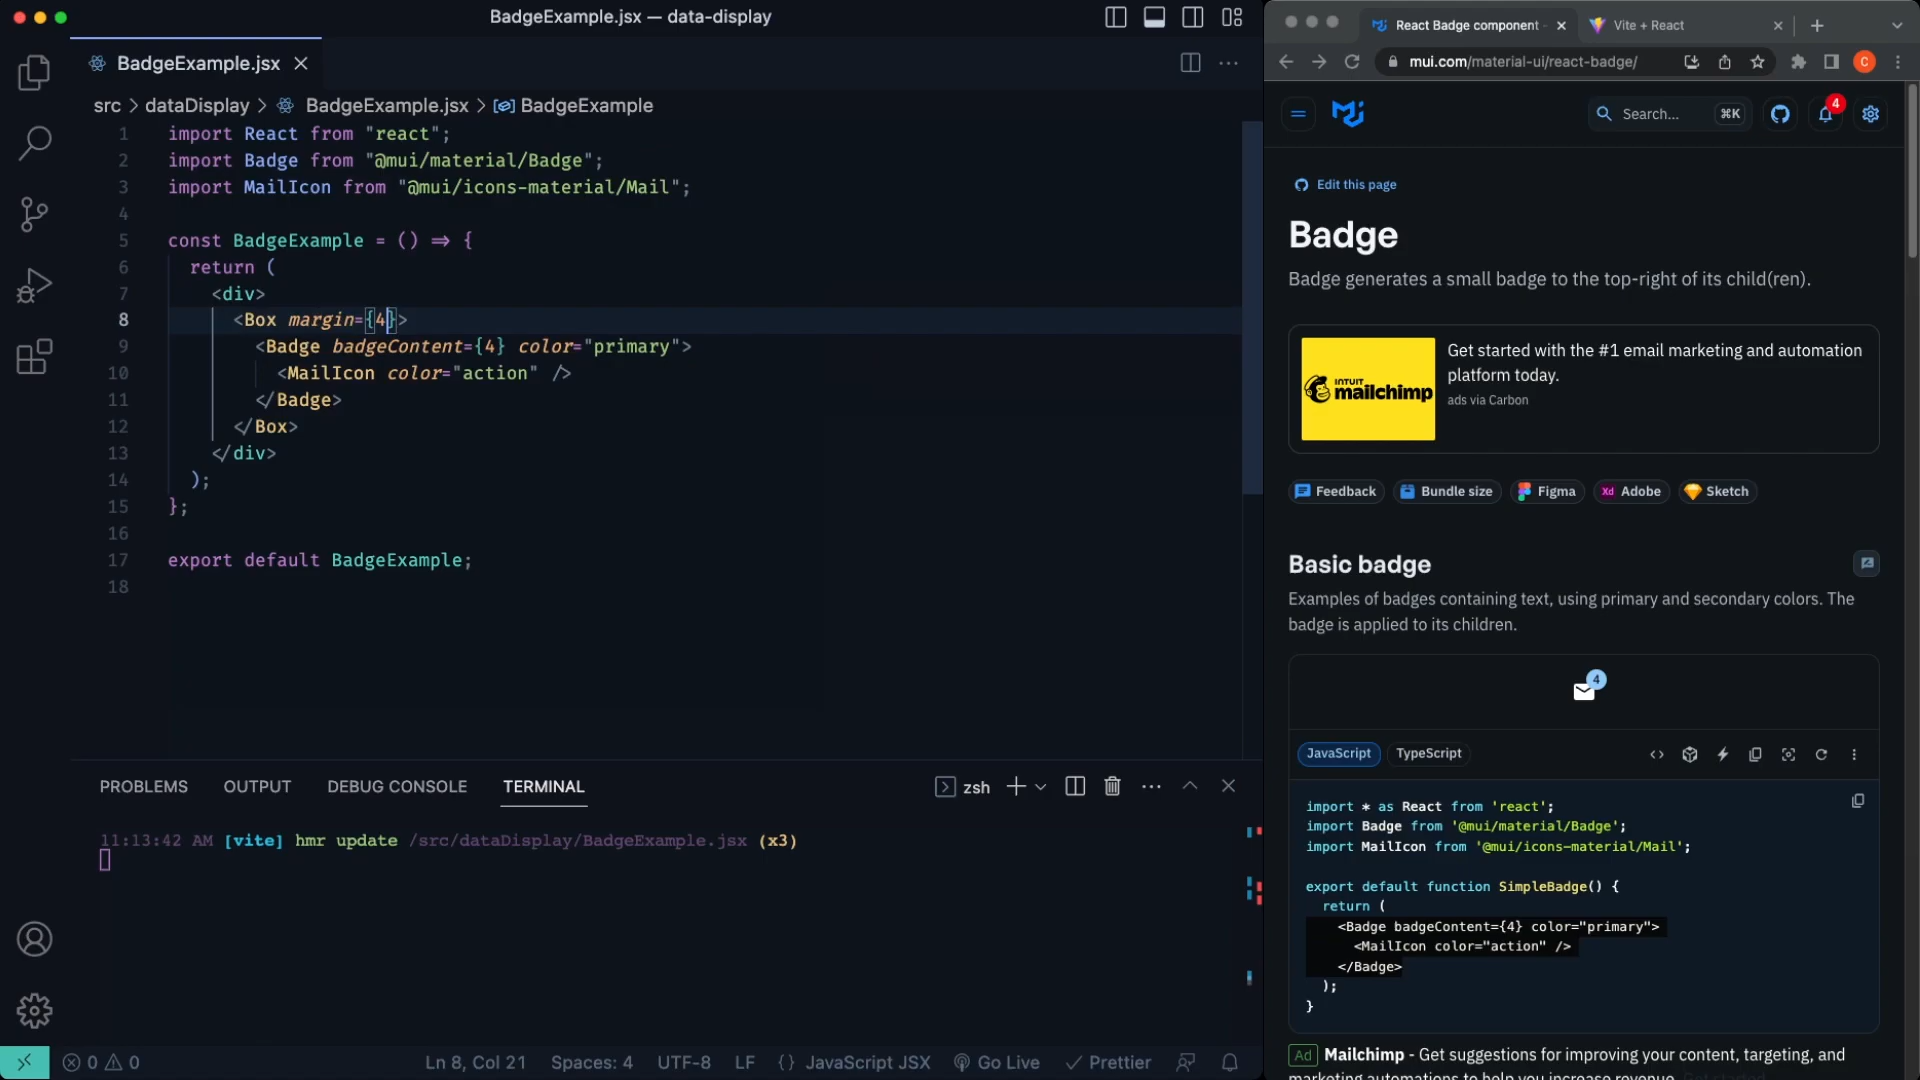 BadgeExample.jsx — data-display
BadgeExample.jsx
src > dataDisplay > BadgeExample.jsx > BadgeExample
1 import React from "react";
2 import Badge from "@mui/material/Badge";
3 import MailIcon from "@mui/icons-material/Mail";
4
5 const BadgeExample = () => {
6 return (
7 <div>
8 <Box margin={4}>
9 <Badge badgeContent={4} color="primary">
10 <MailIcon color="action" />
11 </Badge>
12 </Box>
13 </div>
14 );
15 };
16
17 export default BadgeExample;
18
PROBLEMS OUTPUT DEBUG CONSOLE TERMINAL zsh
11:13:42 AM [vite] hmr update /src/dataDisplay/BadgeExample.jsx (x3)
0 0 Ln 8, Col 21 Spaces: 4 UTF-8 LF {} JavaScript JSX Go Live Prettier
React Badge component - Vite + React
mui.com/material-ui/react-badge/ C
Search... ⌘K 4
Edit this page
Badge
Badge generates a small badge to the top-right of its child(ren).
INTUIT
mailchimp
Get started with the #1 email marketing and automation
platform today.
ads via Carbon
Feedback Bundle size Figma Xd Adobe Sketch
Basic badge
Examples of badges containing text, using primary and secondary colors. The
badge is applied to its children.
4
JavaScript TypeScript
import * as React from 'react';
import Badge from '@mui/material/Badge';
import MailIcon from '@mui/icons-material/Mail';
export default function SimpleBadge() {
return (
<Badge badgeContent={4} color="primary">
<MailIcon color="action" />
</Badge>
);
}
Ad Mailchimp - Get suggestions for improving your content, targeting, and
marketing automations to help you increase revenue. Get started